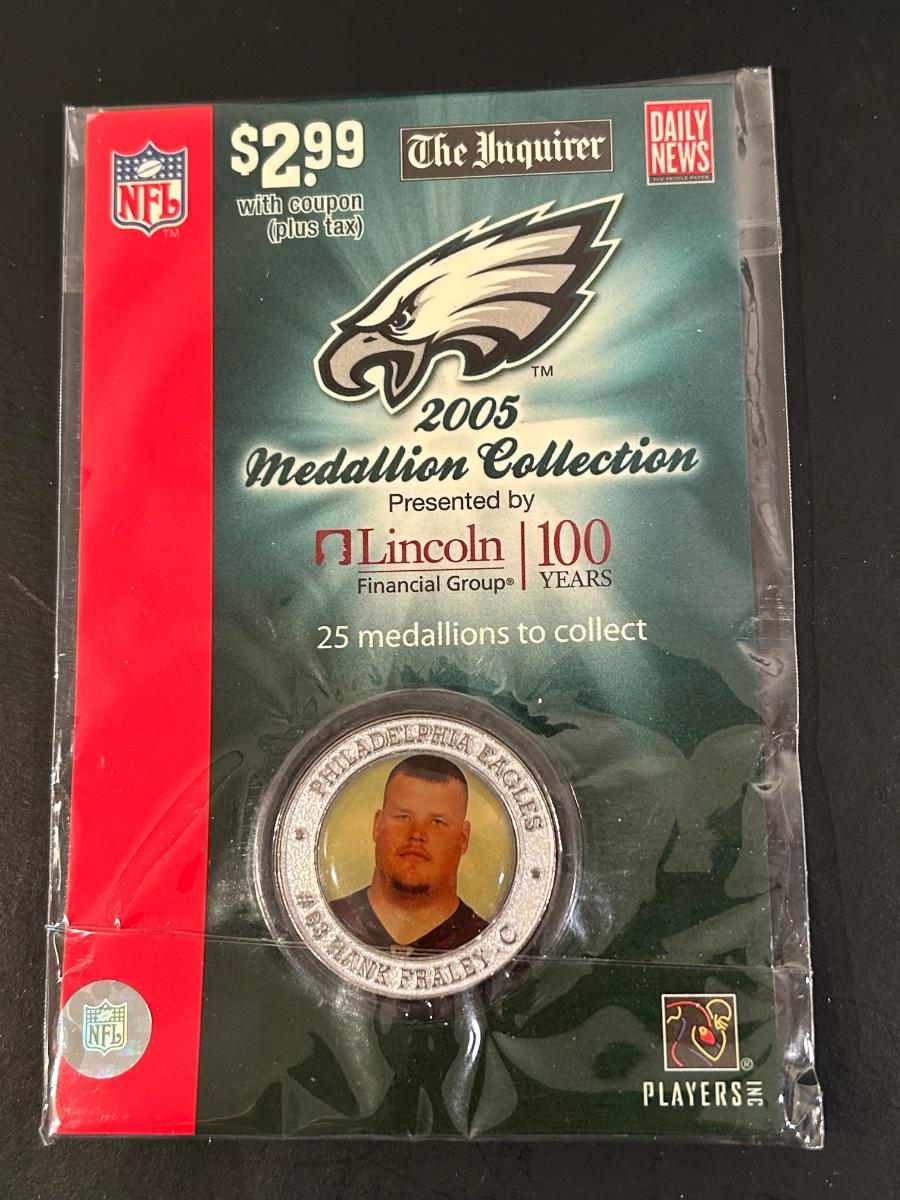 NFL
TM
$2.99
with coupon
(plus tax)
The Inquirer
DAILY
NEWS
THE PEOPLE PAPER
TM
2005
Medallion Collection
Presented by
Lincoln
Financial Group®
100
YEARS
25 medallions to collect
PHILADELPHIA EAGLES
#63 HANK FRALEY - C
NFL
®
PLAYERS INC